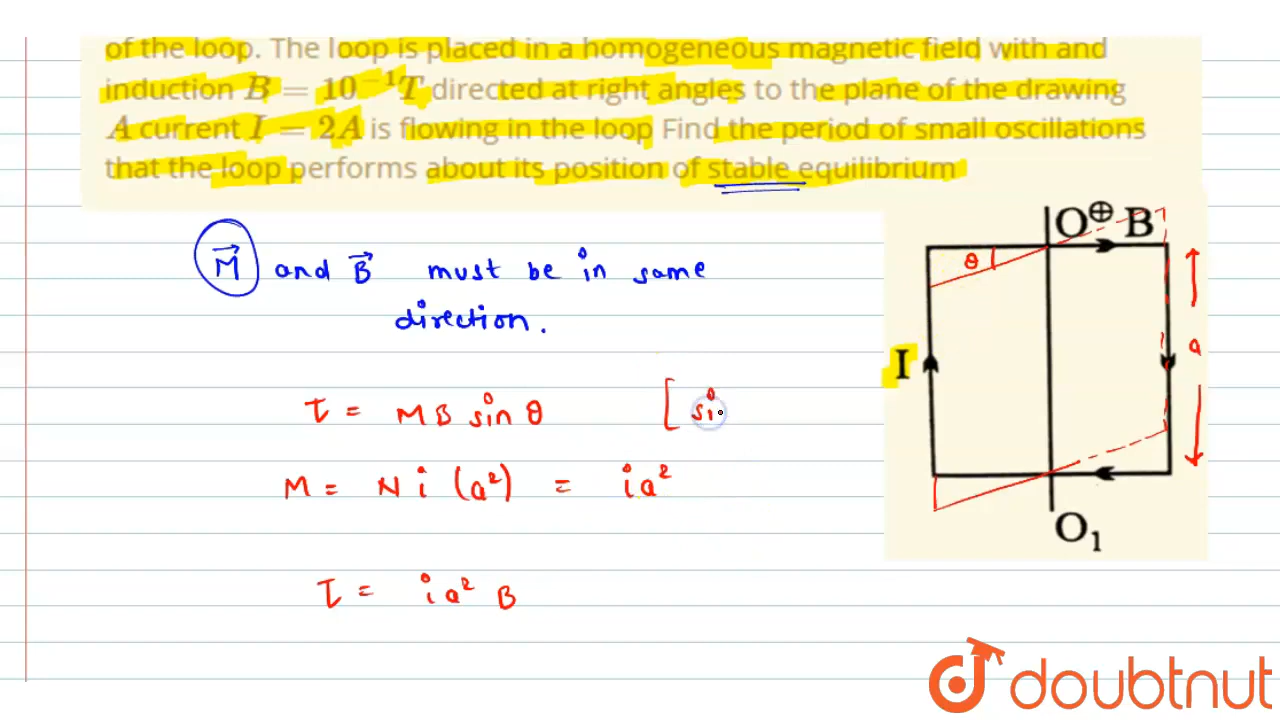 of the loop. The loop is placed in a homogeneous magnetic field with and
induction B = 10⁻¹T directed at right angles to the plane of the drawing
A current I = 2A is flowing in the loop Find the period of small oscillations
that the loop performs about its position of stable equilibrium
M⃗ and B⃗ must be in same
direction.
τ = MB sin θ [ si
M = Ni (a²) = ia²
τ = ia² B
O ⊕ B
θ
I
a
O₁
doubtnut